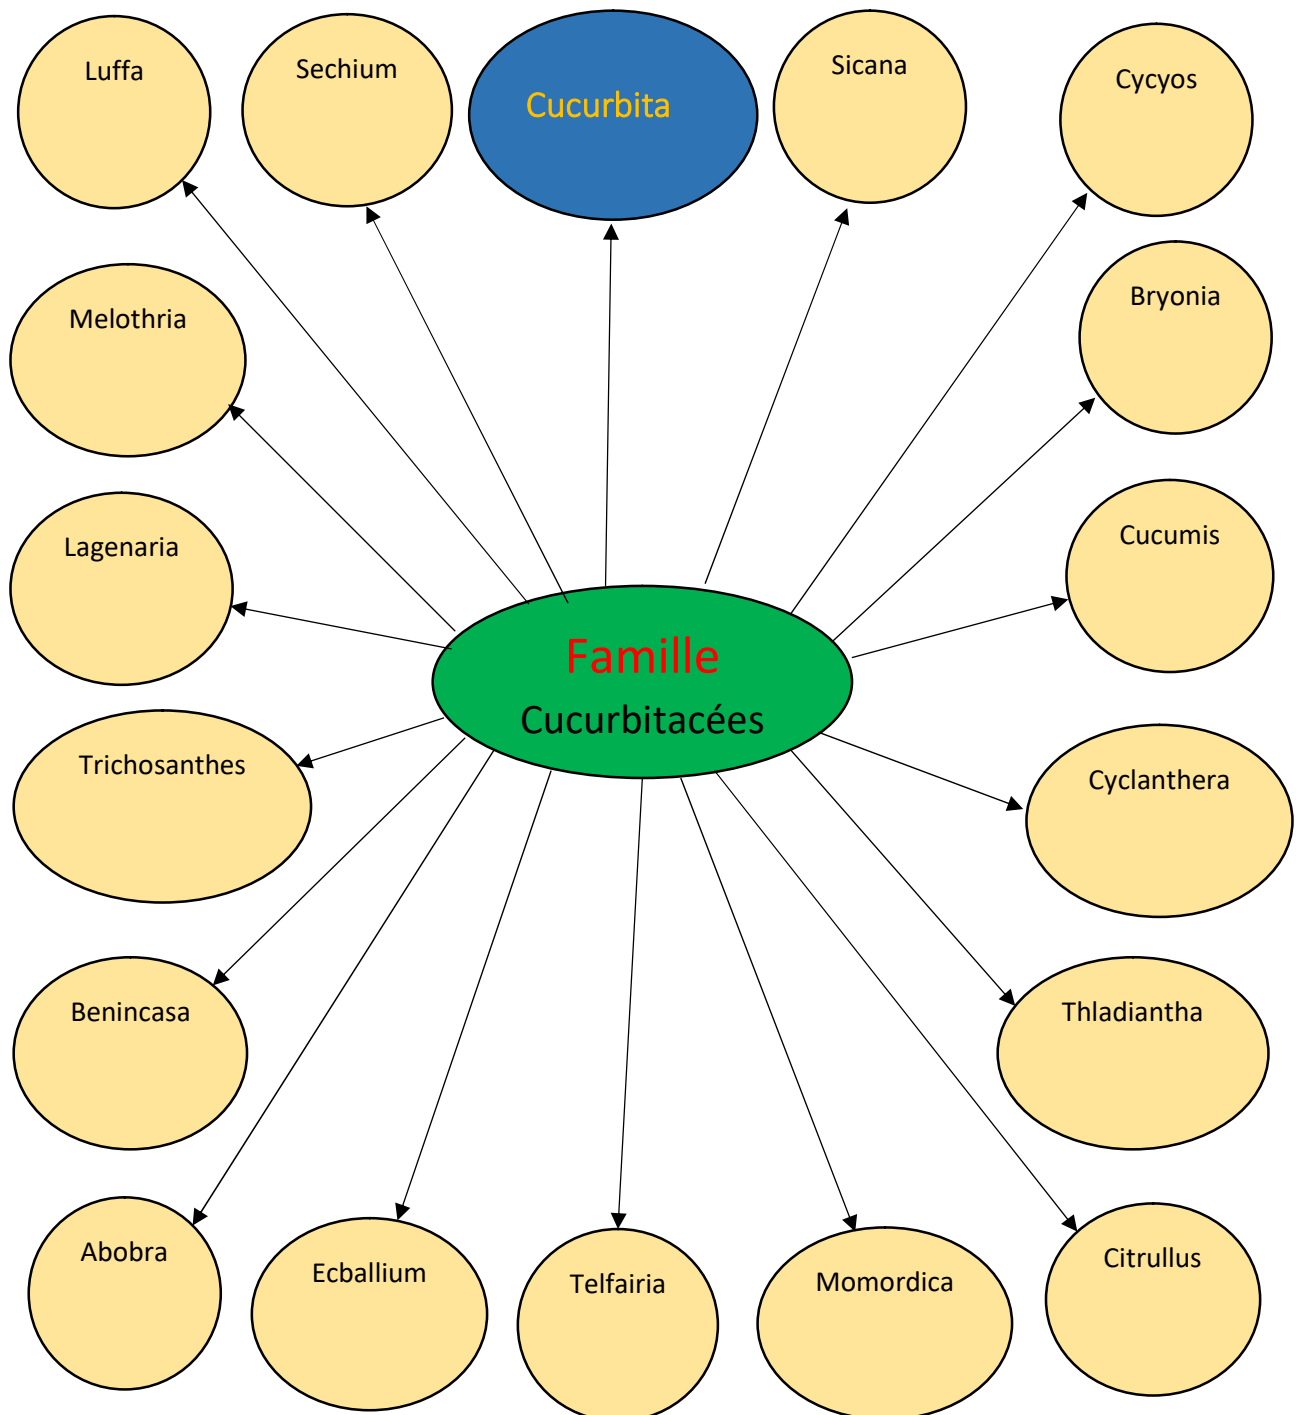 Luffa
Sechium
Cucurbita
Sicana
Cycyos
Melothria
Bryonia
Lagenaria
Cucumis
Famille
Cucurbitacées
Trichosanthes
Cyclanthera
Benincasa
Thladiantha
Abobra
Ecballium
Telfairia
Momordica
Citrullus